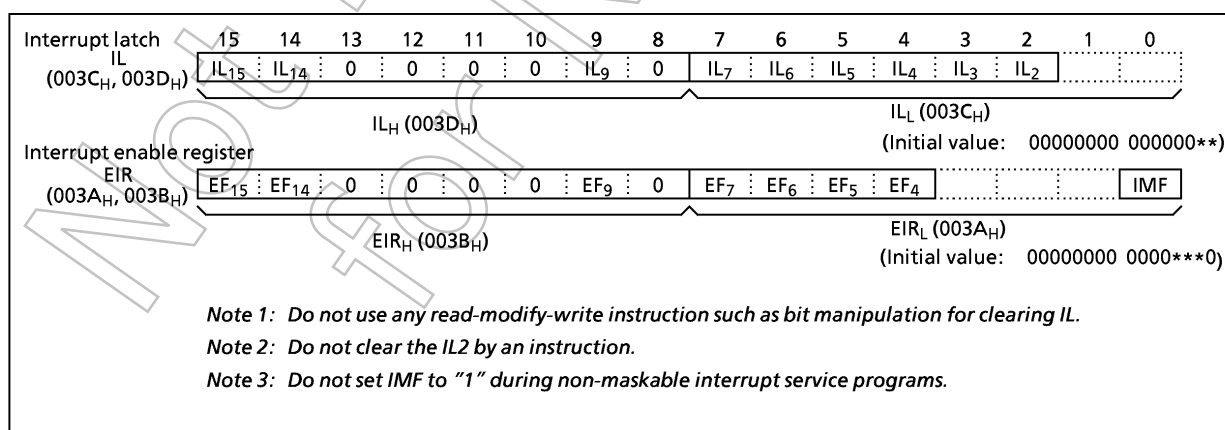 Interrupt latch 15 14 13 12 11 10 9 8 7 6 5 4 3 2 1 0
IL
(003CH, 003DH)
IL15 IL14 0 0 0 0 IL9 0 IL7 IL6 IL5 IL4 IL3 IL2
ILH (003DH) ILL (003CH)
(Initial value: 00000000 000000**)
Interrupt enable register
EIR
(003AH, 003BH)
EF15 EF14 0 0 0 0 EF9 0 EF7 EF6 EF5 EF4 IMF
EIRH (003BH) EIRL (003AH)
(Initial value: 00000000 0000***0)
Note 1: Do not use any read-modify-write instruction such as bit manipulation for clearing IL.
Note 2: Do not clear the IL2 by an instruction.
Note 3: Do not set IMF to "1" during non-maskable interrupt service programs.
Not
for